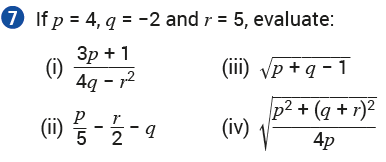 7 If p = 4, q = −2 and r = 5, evaluate:
(i) (3p + 1)/(4q − r²)
(iii) √(p + q − 1)
(ii) p/5 − r/2 − q
(iv) √((p² + (q + r)²)/(4p))